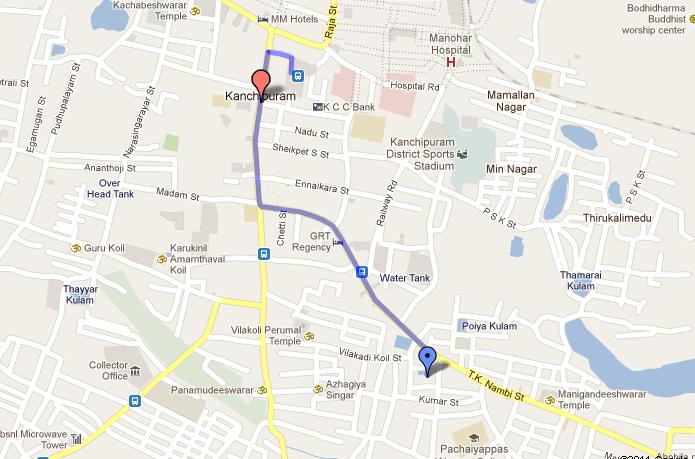 Kachabeshwarar
Temple
MM Hotels
Raja St
Manohar
Hospital
H
Bodhidarma
Buddhist
worship center
Hospital Rd
Kanchipuram
K C C Bank
Mamallan
Nagar
Nadu St
Sheikpet S St
Kanchipuram
District Sports
Stadium
Min Nagar
etrali St
Egamugan St
Pudhupalayam St
Narasingarayar St
Ananthoji St
Over
Head Tank
Madam St
Ennaikara St
Railway Rd
P S K St
P S K St
Thirukalimedu
Chetti St
GRT
Regency
Guru Koil
Karukinil
Amarnthaval
Koil
Water Tank
Thamarai
Kulam
Thayyar
Kulam
Vilakoli Perumal
Temple
Poiya Kulam
Vilakadi Koil St
Collector
Office
Panamudeeswarar
Azhagiya
Singar
T.K. Nambi St
Kumar St
Manigandeeshwarar
Temple
bsnl Microwave
Tower
Pachaiyappas